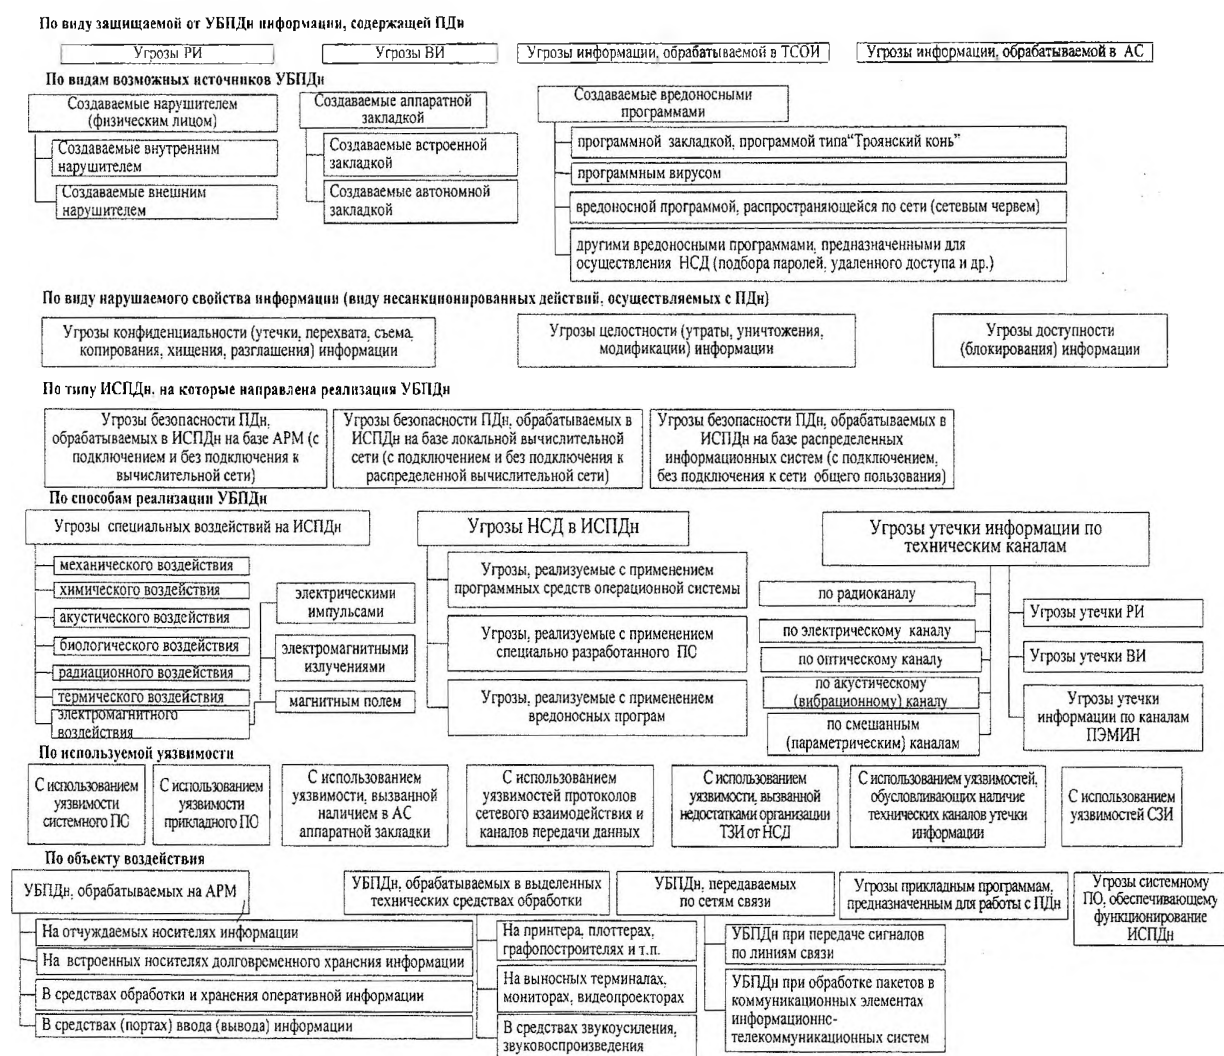 По виду защищаемой от УБПДн информации, содержащей ПДн
Угрозы РИ
Угрозы ВИ
Угрозы информации, обрабатываемой в ТСОИ
Угрозы информации, обрабатываемой в АС
По видам возможных источников УБПДн
Создаваемые нарушителем
(физическим лицом)
Создаваемые внутренним
нарушителем
Создаваемые внешним
нарушителем
Создаваемые аппаратной
закладкой
Создаваемые встроенной
закладкой
Создаваемые автономной
закладкой
Создаваемые вредоносными
программами
программной закладкой, программой типа“Троянский конь”
программным вирусом
вредоносной программой, распространяющейся по сети (сетевым червем)
другими вредоносными программами, предназначенными для
осуществления НСД (подбора паролей, удаленного доступа и др.)
По виду нарушаемого свойства информации (виду несанкционированных действий, осуществляемых с ПДн)
Угрозы конфиденциальности (утечки, перехвата, съема,
копирования, хищения, разглашения) информации
Угрозы целостности (утраты, уничтожения,
модификации) информации
Угрозы доступности
(блокирования) информации
По типу ИСПДн, на которые направлена реализация УБПДн
Угрозы безопасности ПДн,
обрабатываемых в ИСПДн на базе АРМ (с
подключением и без подключения к
вычислительной сети)
Угрозы безопасности ПДн, обрабатываемых в
ИСПДн на базе локальной вычислительной
сети (с подключением и без подключения к
распределенной вычислительной сети)
Угрозы безопасности ПДн, обрабатываемых в
ИСПДн на базе распределенных
информационных систем (с подключением,
без подключения к сети общего пользования)
По способам реализации УБПДн
Угрозы специальных воздействий на ИСПДн
механического воздействия
химического воздействия
акустического воздействия
биологического воздействия
радиационного воздействия
термического воздействия
электромагнитного
воздействия
электрическими
импульсами
электромагнитными
излучениями
магнитным полем
Угрозы НСД в ИСПДн
Угрозы, реализуемые с применением
программных средств операционной системы
Угрозы, реализуемые с применением
специально разработанного ПС
Угрозы, реализуемые с применением
вредоносных програм
Угрозы утечки информации по
техническим каналам
по радиоканалу
по электрическому каналу
по оптическому каналу
по акустическому
(вибрационному) каналу
по смешанным
(параметрическим) каналам
Угрозы утечки РИ
Угрозы утечки ВИ
Угрозы утечки
информации по каналам
ПЭМИН
По используемой уязвимости
С использованием
уязвимости
системного ПС
С использованием
уязвимости
прикладного ПС
С использованием
уязвимости, вызванной
наличием в АС
аппаратной закладки
С использованием
уязвимостей протоколов
сетевого взаимодействия и
каналов передачи данных
С использованием
уязвимости, вызванной
недостатками организации
ТЗИ от НСД
С использованием уязвимостей,
обусловливающих наличие
технических каналов утечки
информации
С использованием
уязвимостей СЗИ
По объекту воздействия
УБПДн, обрабатываемых на АРМ
На отчуждаемых носителях информации
На встроенных носителях долговременного хранения информации
В средствах обработки и хранения оперативной информации
В средствах (портах) ввода (вывода) информации
УБПДн, обрабатываемых в выделенных
технических средствах обработки
На принтера, плоттерах,
графопостроителях и т.п.
На выносных терминалах,
мониторах, видеопроекторах
В средствах звукоусиления,
звуковоспроизведения
УБПДн, передаваемых
по сетям связи
УБПДн при передаче сигналов
по линиям связи
УБПДн при обработке пакетов в
коммуникационных элементах
информационнс-
телекоммуникационных систем
Угрозы прикладным программам,
предназначенным для работы с ПДн
Угрозы системному
ПО, обеспечивающему
функционирование
ИСПДн